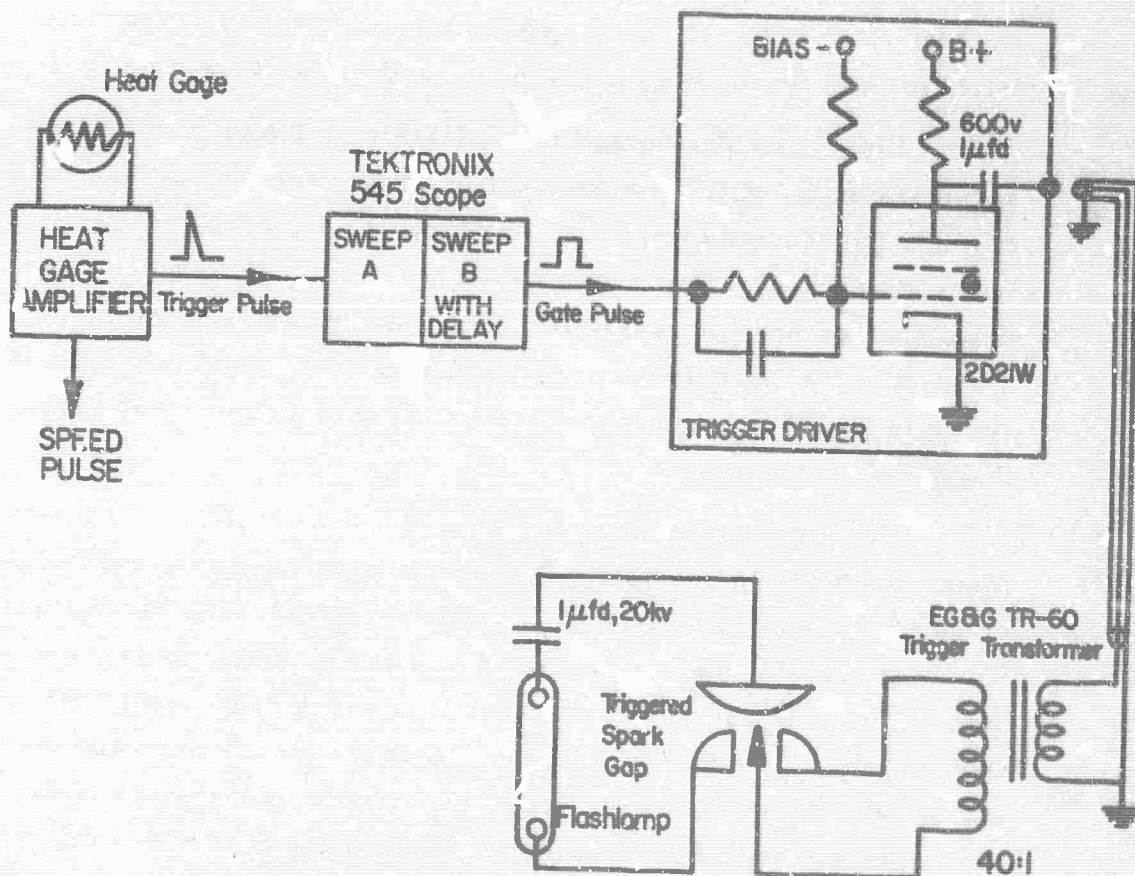 Heat Gage
HEAT
GAGE
AMPLIFIER
Trigger Pulse
SPEED
PULSE
TEKTRONIX
545 Scope
SWEEP
A
SWEEP
B
WITH
DELAY
Gate Pulse
BIAS -
B+
600v
1μfd
2D21W
TRIGGER DRIVER
1μfd, 20kv
Triggered
Spark
Gap
Flashlamp
EG&G TR-60
Trigger Transformer
40:1